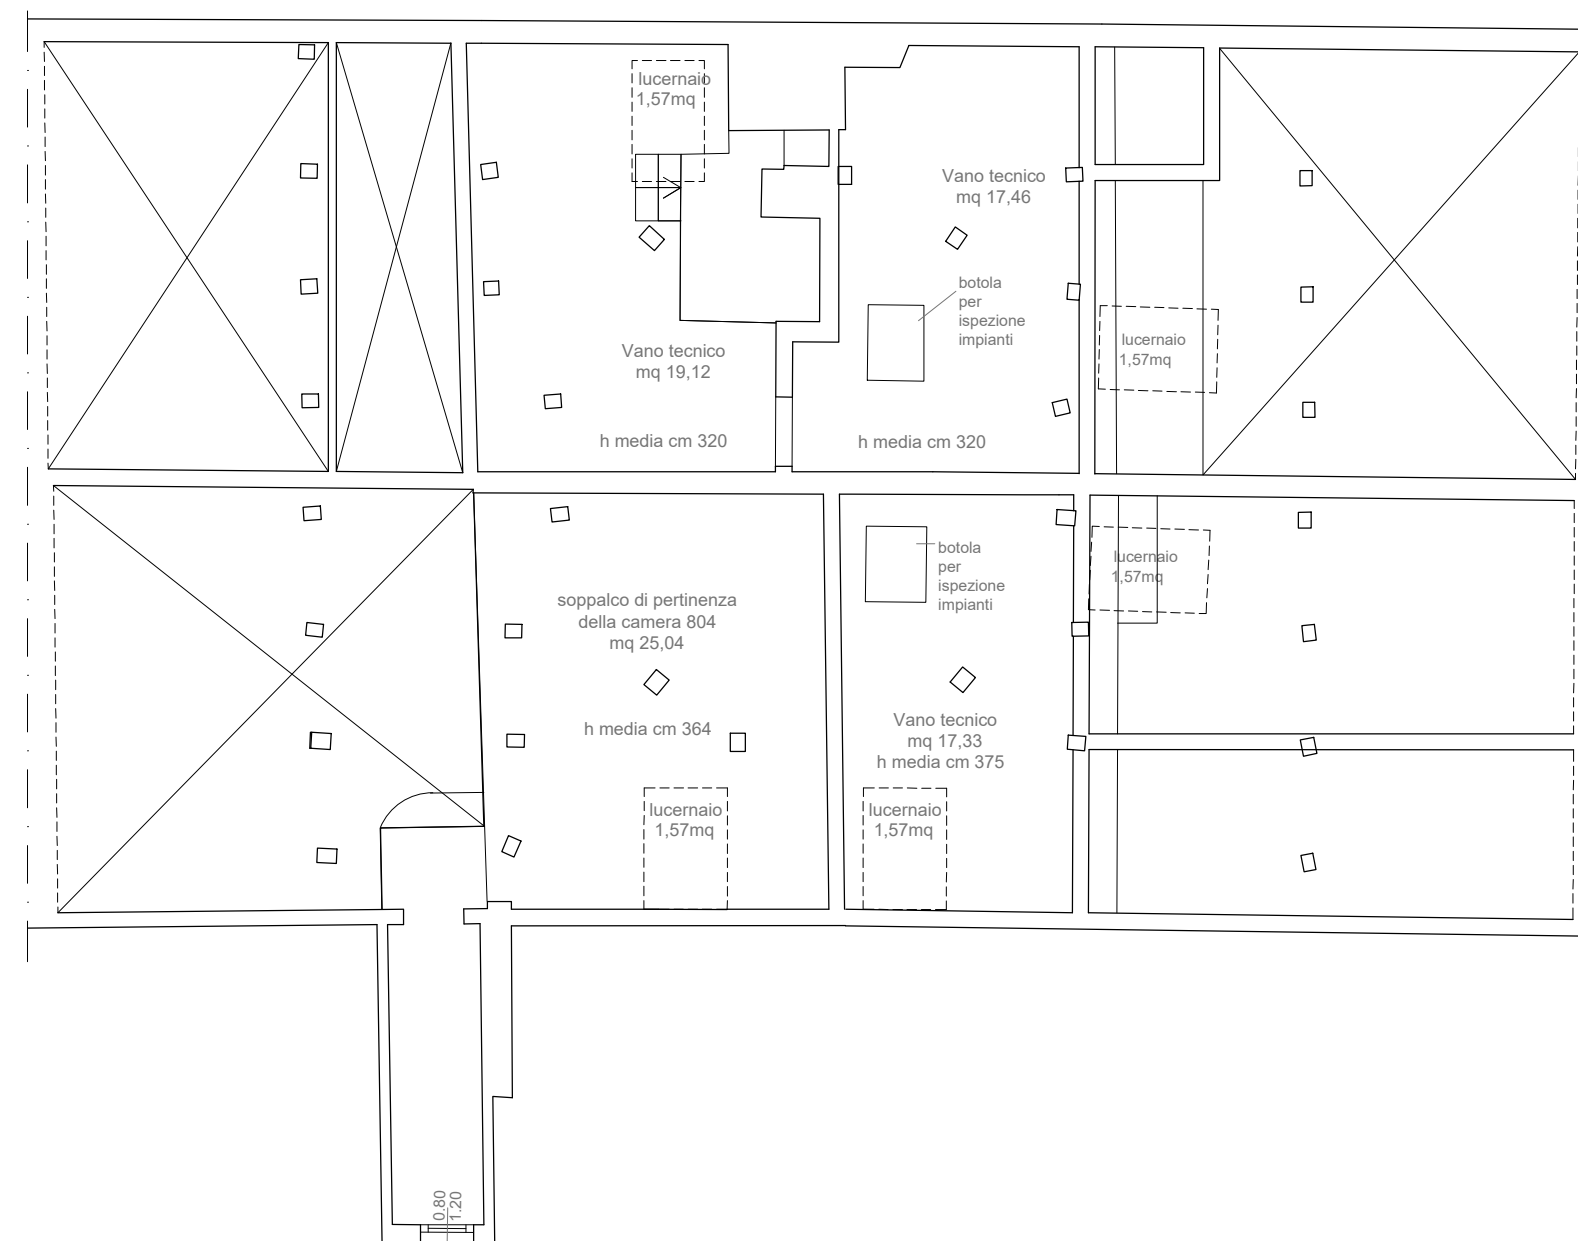 lucernaio
1,57mq
Vano tecnico
mq 17,46
botola
per
ispezione
impianti
lucernaio
1,57mq
Vano tecnico
mq 19,12
h media cm 320
h media cm 320
botola
per
ispezione
impianti
lucernaio
1,57mq
soppalco di pertinenza
della camera 804
mq 25,04
h media cm 364
Vano tecnico
mq 17,33
h media cm 375
lucernaio
1,57mq
lucernaio
1,57mq
0.80
1.20